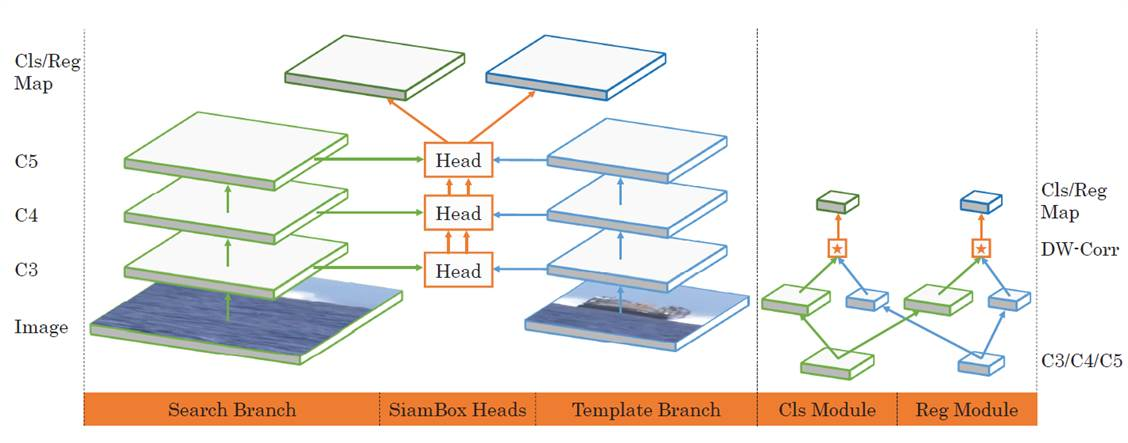 Cls/Reg
Map
C5
C4
C3
Image
Head
Head
Head
Cls/Reg
Map
DW-Corr
C3/C4/C5
Search Branch
SiamBox Heads
Template Branch
Cls Module
Reg Module